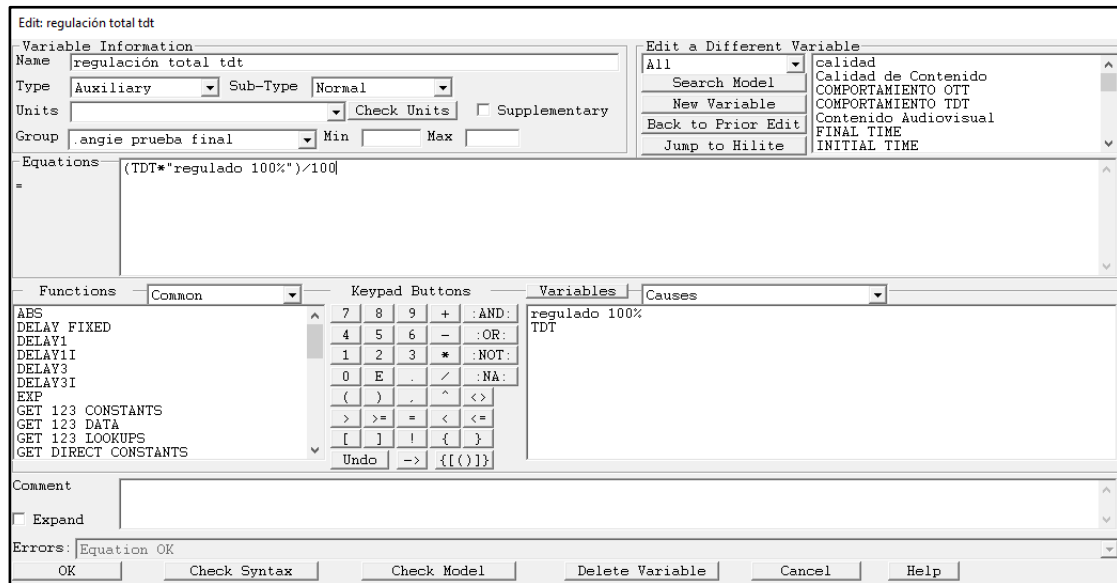 Edit: regulación total tdt
Variable Information
Name regulación total tdt
Type Auxiliary Sub-Type Normal
Units Check Units Supplementary
Group .angie prueba final Min Max
Edit a Different Variable
All
Search Model
New Variable
Back to Prior Edit
Jump to Hilite
calidad
Calidad de Contenido
COMPORTAMIENTO OTT
COMPORTAMIENTO TDT
Contenido Audiovisual
FINAL TIME
INITIAL TIME
Equations (TDT*"regulado 100%")/100
=
Functions Common
ABS
DELAY FIXED
DELAY1
DELAY1I
DELAY3
DELAY3I
EXP
GET 123 CONSTANTS
GET 123 DATA
GET 123 LOOKUPS
GET DIRECT CONSTANTS
Keypad Buttons
7 8 9 + :AND:
4 5 6 - :OR:
1 2 3 * :NOT:
0 E . / :NA:
( ) , ^ <>
> >= = < <=
[ ] ! { }
Undo -> {[()]}
Variables Causes
regulado 100%
TDT
Comment
Expand
Errors: Equation OK
OK Check Syntax Check Model Delete Variable Cancel Help